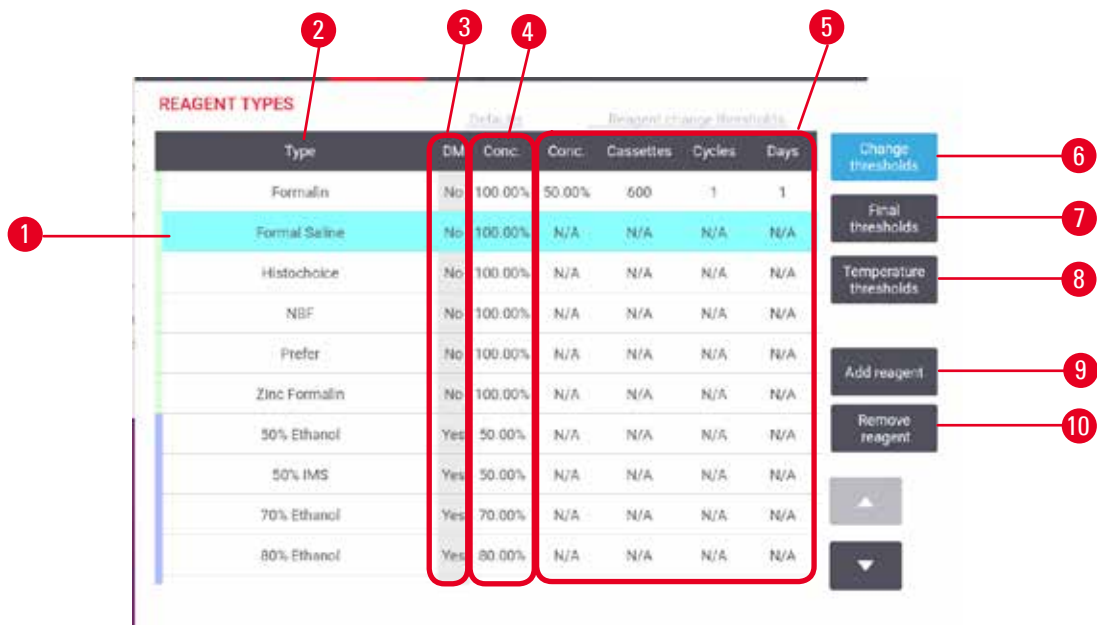 2 3 4 5
REAGENT TYPES
Defaults Reagent change thresholds
Type DM Conc. Conc. Cassettes Cycles Days
Formalin No 100.00% 50.00% 600 1 1
Formal Saline No 100.00% N/A N/A N/A N/A
Histochoice No 100.00% N/A N/A N/A N/A
NBF No 100.00% N/A N/A N/A N/A
Prefer No 100.00% N/A N/A N/A N/A
Zinc Formalin No 100.00% N/A N/A N/A N/A
50% Ethanol Yes 50.00% N/A N/A N/A N/A
50% IMS Yes 50.00% N/A N/A N/A N/A
70% Ethanol Yes 70.00% N/A N/A N/A N/A
80% Ethanol Yes 80.00% N/A N/A N/A N/A
1
Change
thresholds
6
Final
thresholds
7
Temperature
thresholds
8
Add reagent
9
Remove
reagent
10